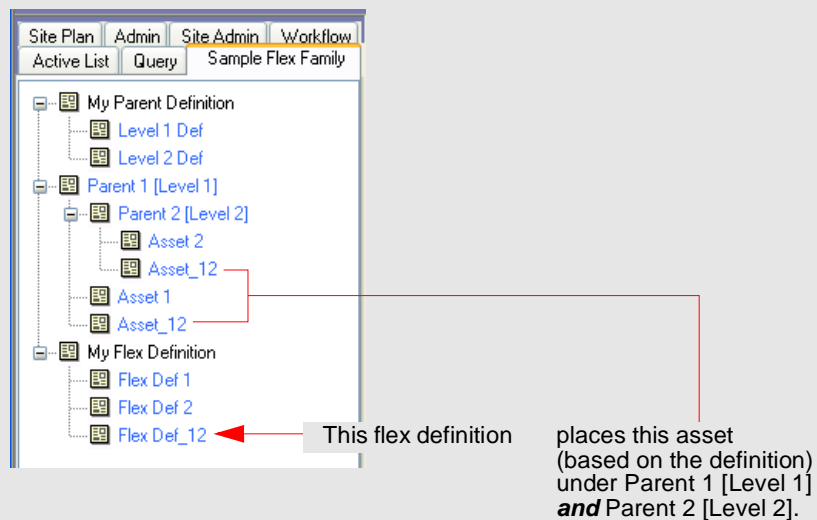 Site Plan Admin Site Admin Workflow
Active List Query Sample Flex Family
My Parent Definition
Level 1 Def
Level 2 Def
Parent 1 [Level 1]
Parent 2 [Level 2]
Asset 2
Asset_12
Asset 1
Asset_12
My Flex Definition
Flex Def 1
Flex Def 2
Flex Def_12
This flex definition
places this asset
(based on the definition)
under Parent 1 [Level 1]
and Parent 2 [Level 2].